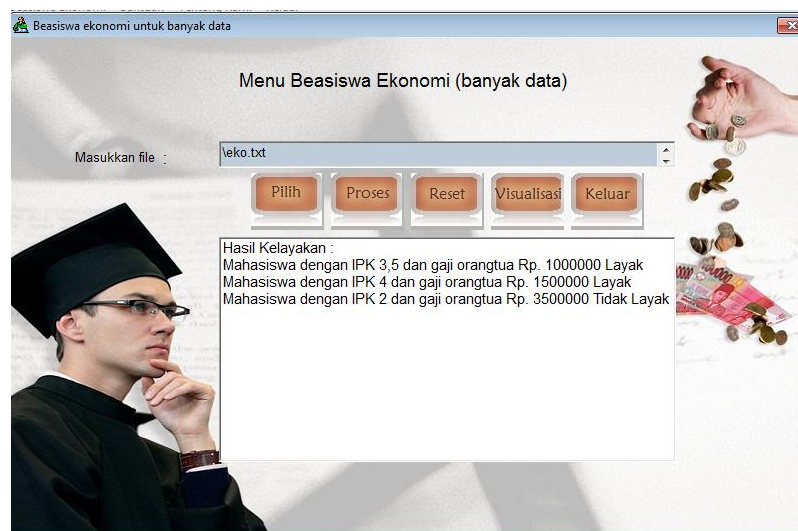 Beasiswa ekonomi untuk banyak data
Menu Beasiswa Ekonomi (banyak data)
Masukkan file :
\eko.txt
Pilih Proses Reset Visualisasi Keluar
Hasil Kelayakan :
Mahasiswa dengan IPK 3,5 dan gaji orangtua Rp. 1000000 Layak
Mahasiswa dengan IPK 4 dan gaji orangtua Rp. 1500000 Layak
Mahasiswa dengan IPK 2 dan gaji orangtua Rp. 3500000 Tidak Layak